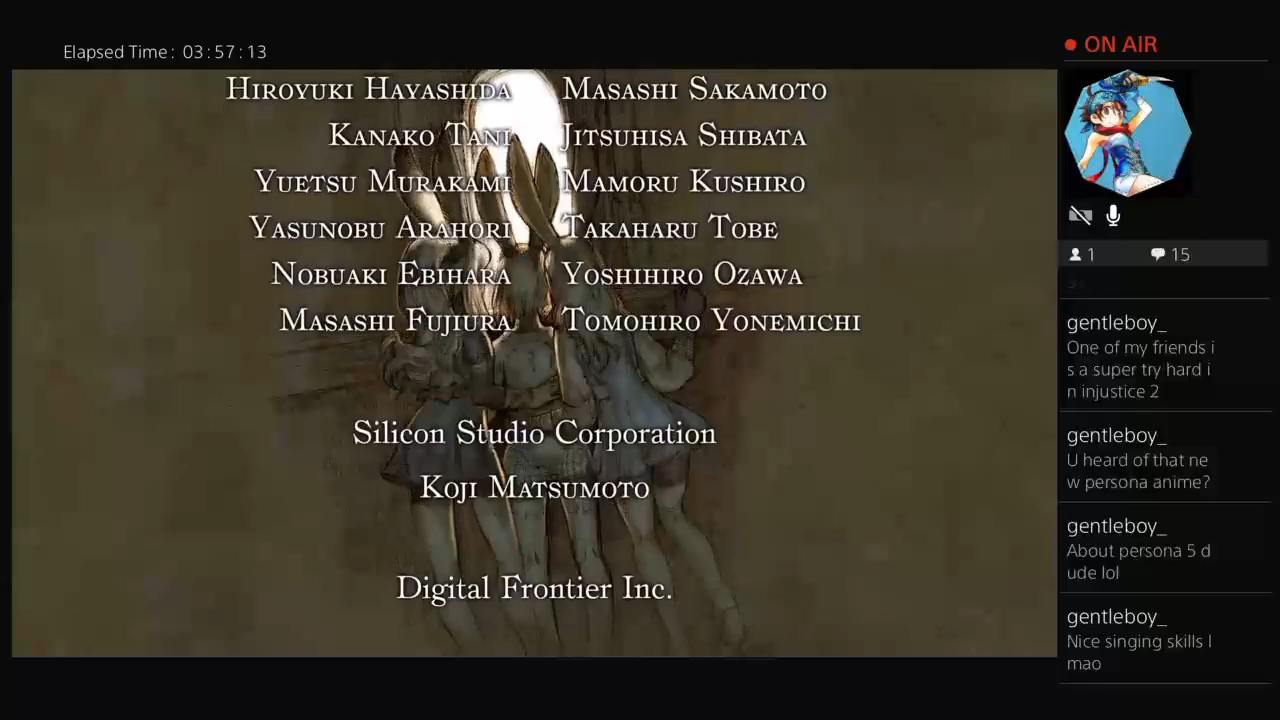 Elapsed Time: 03:57:13
ON AIR
HIROYUKI HAYASHIDA MASASHI SAKAMOTO
KANAKO TANI JITSUHISA SHIBATA
YUETSU MURAKAMI MAMORU KUSHIRO
YASUNOBU ARAHORI TAKAHARU TOBE
NOBUAKI EBIHARA YOSHIHIRO OZAWA
MASASHI FUJIURA TOMOHIRO YONEMICHI
Silicon Studio Corporation
KOJI MATSUMOTO
Digital Frontier Inc.
1 15
gentleboy_
One of my friends i
s a super try hard i
n injustice 2
gentleboy_
U heard of that ne
w persona anime?
gentleboy_
About persona 5 d
ude lol
gentleboy_
Nice singing skills l
mao